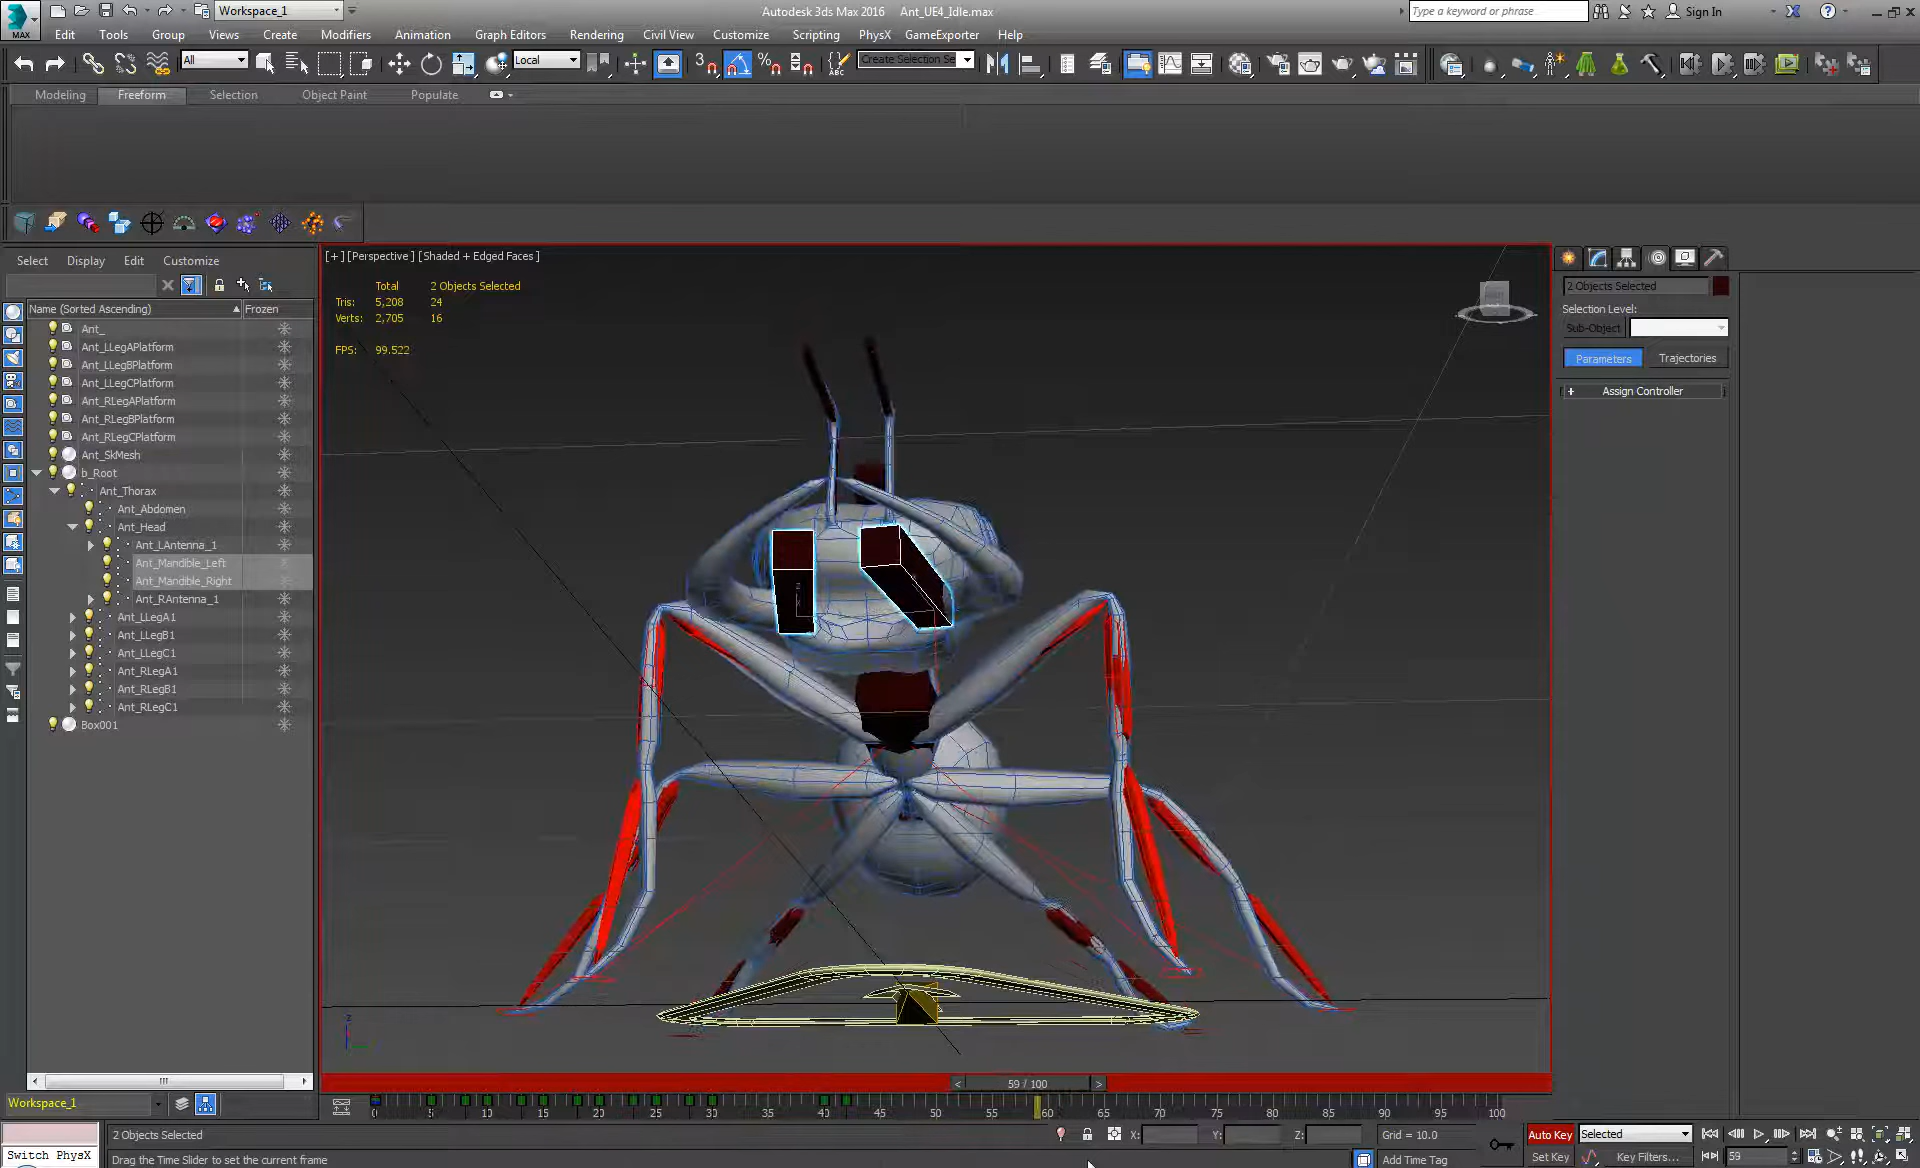 Workspace_1
Autodesk 3ds Max 2016 Ant_UE4_Idle.max
Type a keyword or phrase
Sign In
MAX
Edit Tools Group Views Create Modifiers Animation Graph Editors Rendering Civil View Customize Scripting PhysX GameExporter Help
All
Local
Create Selection Se
Modeling Freeform Selection Object Paint Populate
Select Display Edit Customize
Name (Sorted Ascending) Frozen
Ant_
Ant_LLegAPlatform
Ant_LLegBPlatform
Ant_LLegCPlatform
Ant_RLegAPlatform
Ant_RLegBPlatform
Ant_RLegCPlatform
Ant_SkMesh
b_Root
Ant_Thorax
Ant_Abdomen
Ant_Head
Ant_LAntenna_1
Ant_Mandible_Left
Ant_Mandible_Right
Ant_RAntenna_1
Ant_LLegA1
Ant_LLegB1
Ant_LLegC1
Ant_RLegA1
Ant_RLegB1
Ant_RLegC1
Box001
[+] [Perspective] [Shaded + Edged Faces]
Total 2 Objects Selected
Tris: 5,208 24
Verts: 2,705 16
FPS: 99.522
z
2 Objects Selected
Selection Level:
Sub-Object
Parameters Trajectories
+ Assign Controller
< 59 / 100 >
Workspace_1
0 5 10 15 20 25 30 35 40 45 50 55 60 65 70 75 80 85 90 95 100
2 Objects Selected
X: Y: Z: Grid = 10.0
Auto Key Selected
Switch PhysX
Drag the Time Slider to set the current frame
Add Time Tag
Set Key Key Filters... 59